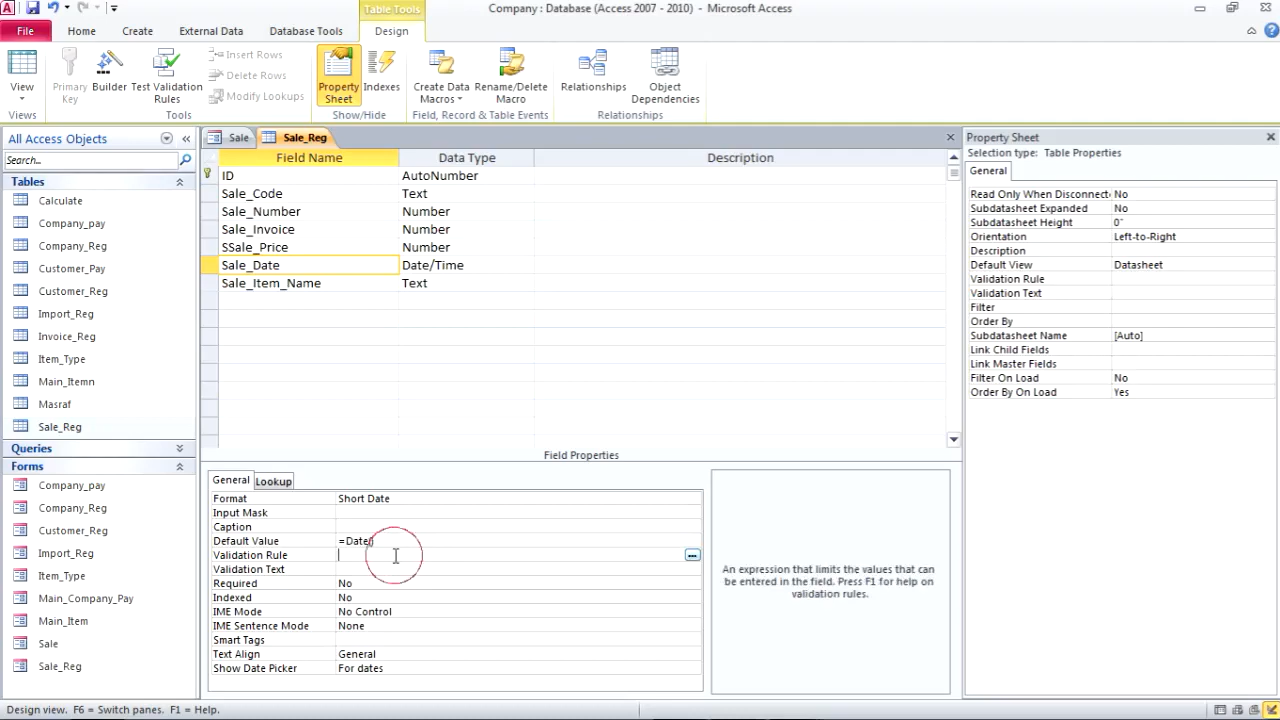 Table Tools
Company : Database (Access 2007 - 2010) - Microsoft Access
File
Home
Create
External Data
Database Tools
Design
View
Primary Key
Builder
Test Validation Rules
Insert Rows
Delete Rows
Modify Lookups
Property Sheet
Indexes
Create Data Macros
Rename/Delete Macro
Relationships
Object Dependencies
Views
Tools
Show/Hide
Field, Record & Table Events
Relationships
All Access Objects
Search...
Tables
Calculate
Company_pay
Company_Reg
Customer_Pay
Customer_Reg
Import_Reg
Invoice_Reg
Item_Type
Main_Itemn
Masraf
Sale_Reg
Queries
Forms
Company_pay
Company_Reg
Customer_Reg
Import_Reg
Item_Type
Main_Company_Pay
Main_Item
Sale
Sale_Reg
Sale
Sale_Reg
Field Name Data Type Description
ID AutoNumber
Sale_Code Text
Sale_Number Number
Sale_Invoice Number
SSale_Price Number
Sale_Date Date/Time
Sale_Item_Name Text
Field Properties
General
Lookup
Format Short Date
Input Mask
Caption
Default Value =Date()
Validation Rule
Validation Text
Required No
Indexed No
IME Mode No Control
IME Sentence Mode None
Smart Tags
Text Align General
Show Date Picker For dates
An expression that limits the values that can
be entered in the field. Press F1 for help on
validation rules.
Property Sheet
Selection type: Table Properties
General
Read Only When Disconnect No
Subdatasheet Expanded No
Subdatasheet Height 0"
Orientation Left-to-Right
Description
Default View Datasheet
Validation Rule
Validation Text
Filter
Order By
Subdatasheet Name [Auto]
Link Child Fields
Link Master Fields
Filter On Load No
Order By On Load Yes
Design view. F6 = Switch panes. F1 = Help.